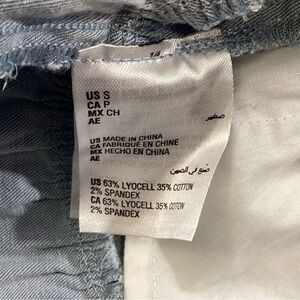 US S
CA P
MX CH
AE صغير
US MADE IN CHINA
CA FABRIQUÉ EN CHINE
MX HECHO EN CHINA
AE صنع في الصين
US 63% LYOCELL 35% COTTON
2% SPANDEX
CA 63% LYOCELL 35% COTON
2% SPANDEX